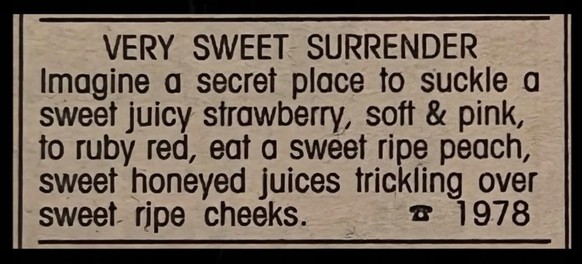 VERY SWEET SURRENDER
Imagine a secret place to suckle a
sweet juicy strawberry, soft & pink,
to ruby red, eat a sweet ripe peach,
sweet honeyed juices trickling over
sweet ripe cheeks. ☎ 1978